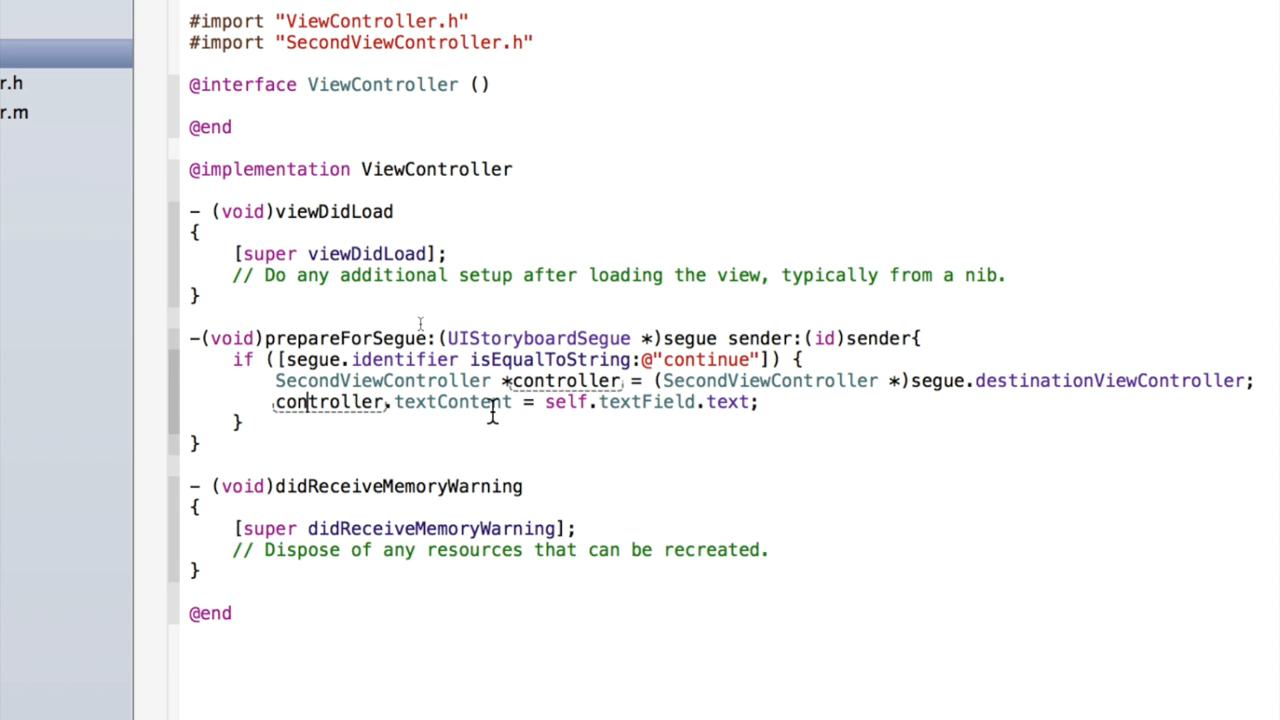 #import "ViewController.h"
#import "SecondViewController.h"
r.h
@interface ViewController ()
r.m
@end
@implementation ViewController
- (void)viewDidLoad
{
[super viewDidLoad];
// Do any additional setup after loading the view, typically from a nib.
}
-(void)prepareForSegue:(UIStoryboardSegue *)segue sender:(id)sender{
if ([segue.identifier isEqualToString:@"continue"]) {
SecondViewController *controller = (SecondViewController *)segue.destinationViewController;
controller.textContent = self.textField.text;
}
}
- (void)didReceiveMemoryWarning
{
[super didReceiveMemoryWarning];
// Dispose of any resources that can be recreated.
}
@end